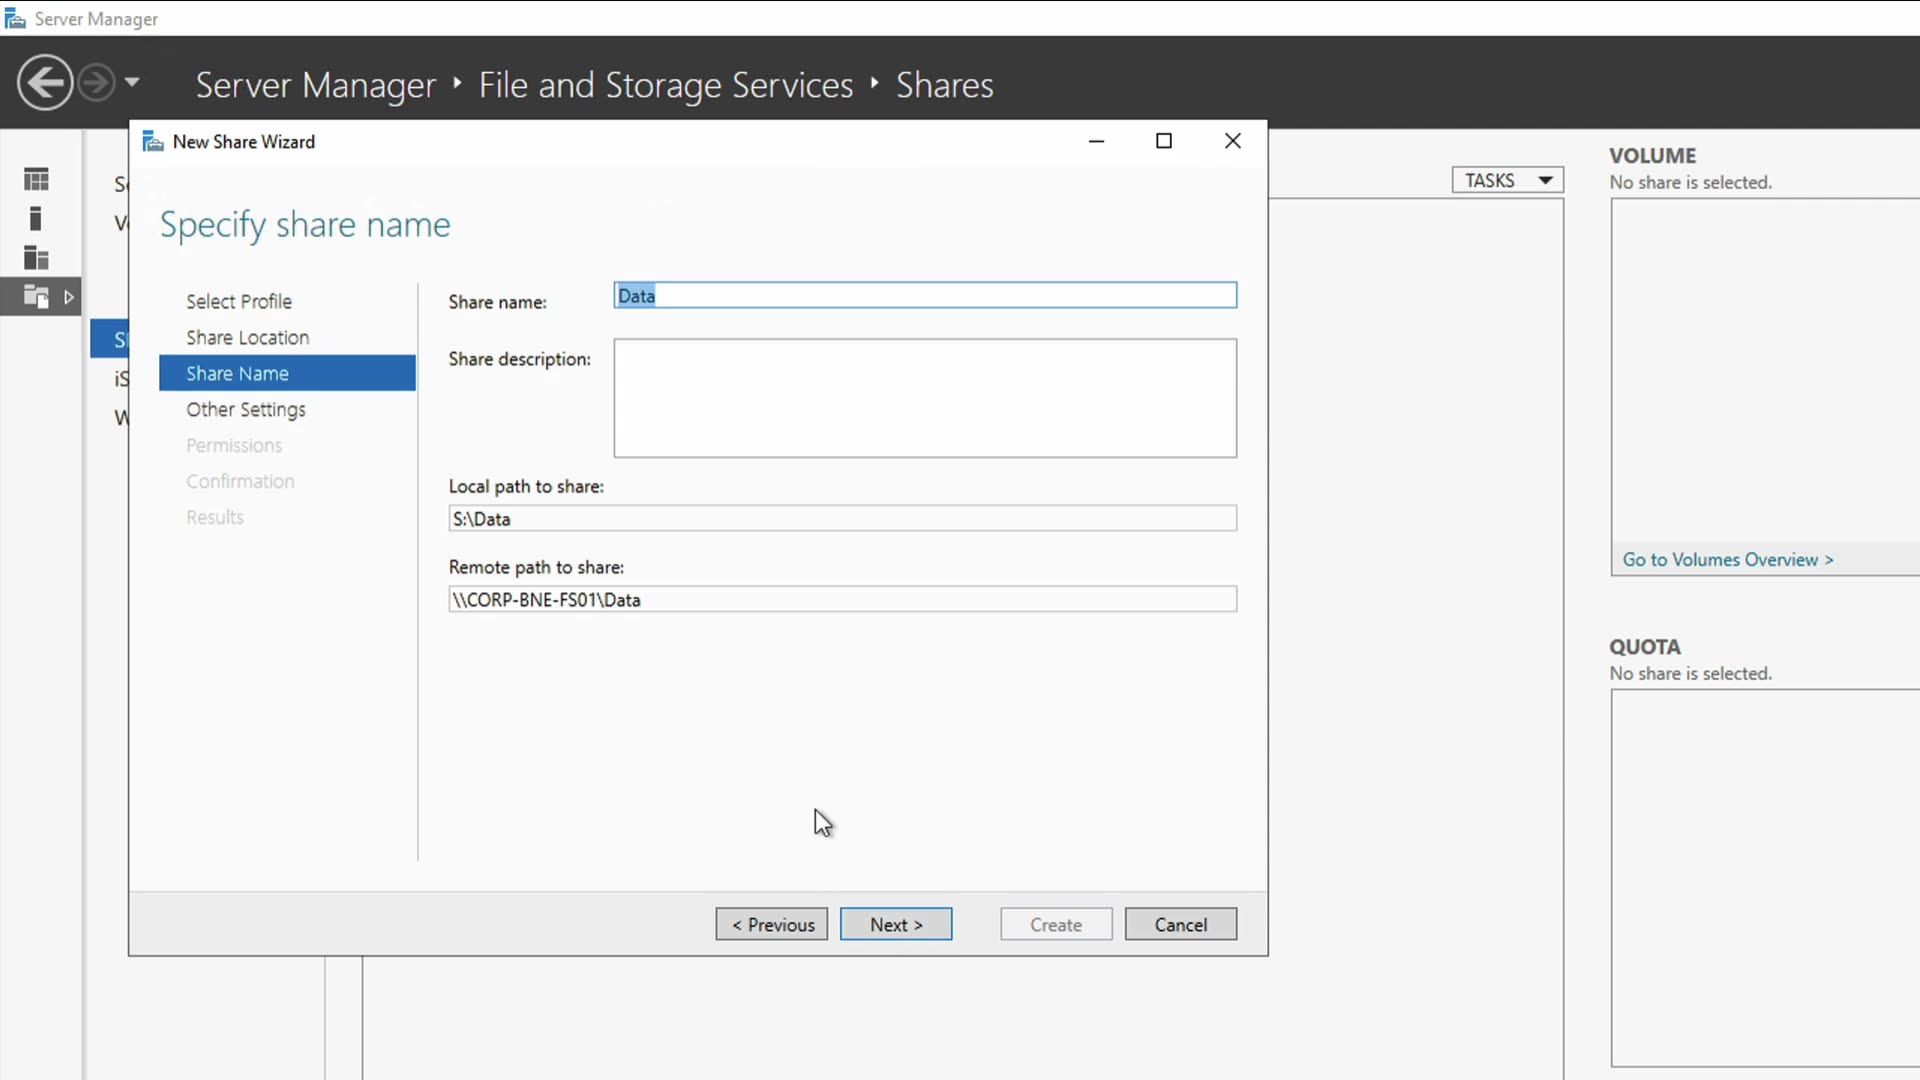 Server Manager
Server Manager ‣ File and Storage Services ‣ Shares
New Share Wizard
Specify share name
Select Profile
Share Location
Share Name
Other Settings
Permissions
Confirmation
Results
Share name:
Data
Share description:
Local path to share:
S:\Data
Remote path to share:
\\CORP-BNE-FS01\Data
< Previous
Next >
Create
Cancel
TASKS
VOLUME
No share is selected.
Go to Volumes Overview >
QUOTA
No share is selected.